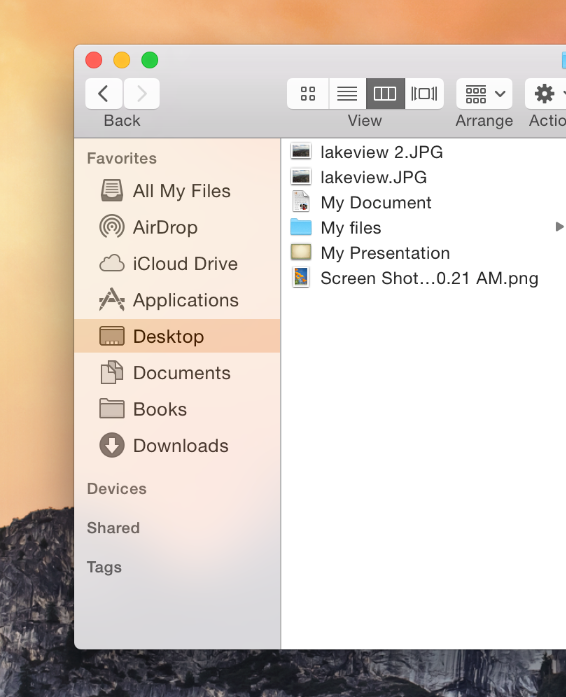 Back
View
Arrange
Actio
Favorites
All My Files
AirDrop
iCloud Drive
Applications
Desktop
Documents
Books
Downloads
Devices
Shared
Tags
lakeview 2.JPG
lakeview.JPG
My Document
My files
My Presentation
Screen Shot...0.21 AM.png